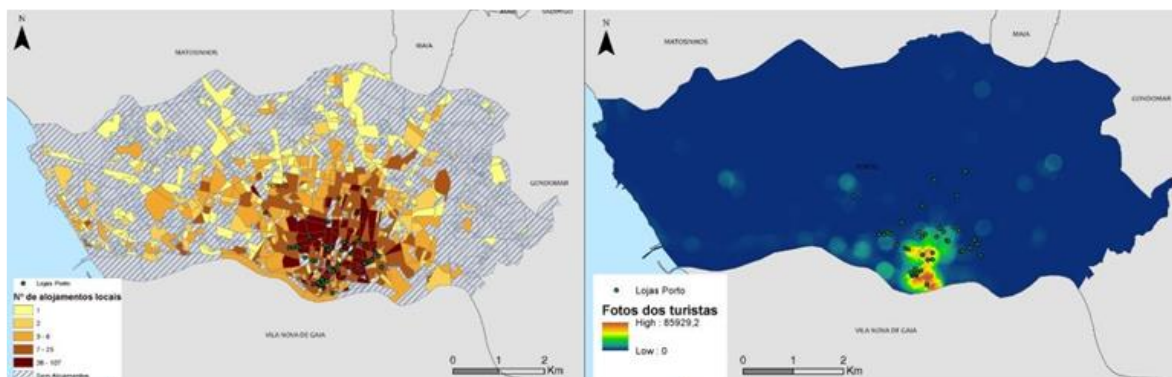 N
MATOSINHOS
MAIA
GONDOMAR
VILA NOVA DE GAIA
Lojas Porto
Nº de alojamentos locais
1
2
3 - 6
7 - 25
26 - 107
Sem Alojamentos
0 1 2
Km
N
MATOSINHOS
MAIA
GONDOMAR
VILA NOVA DE GAIA
Lojas Porto
Fotos dos turistas
High : 85929,2
Low : 0
0 1 2
Km